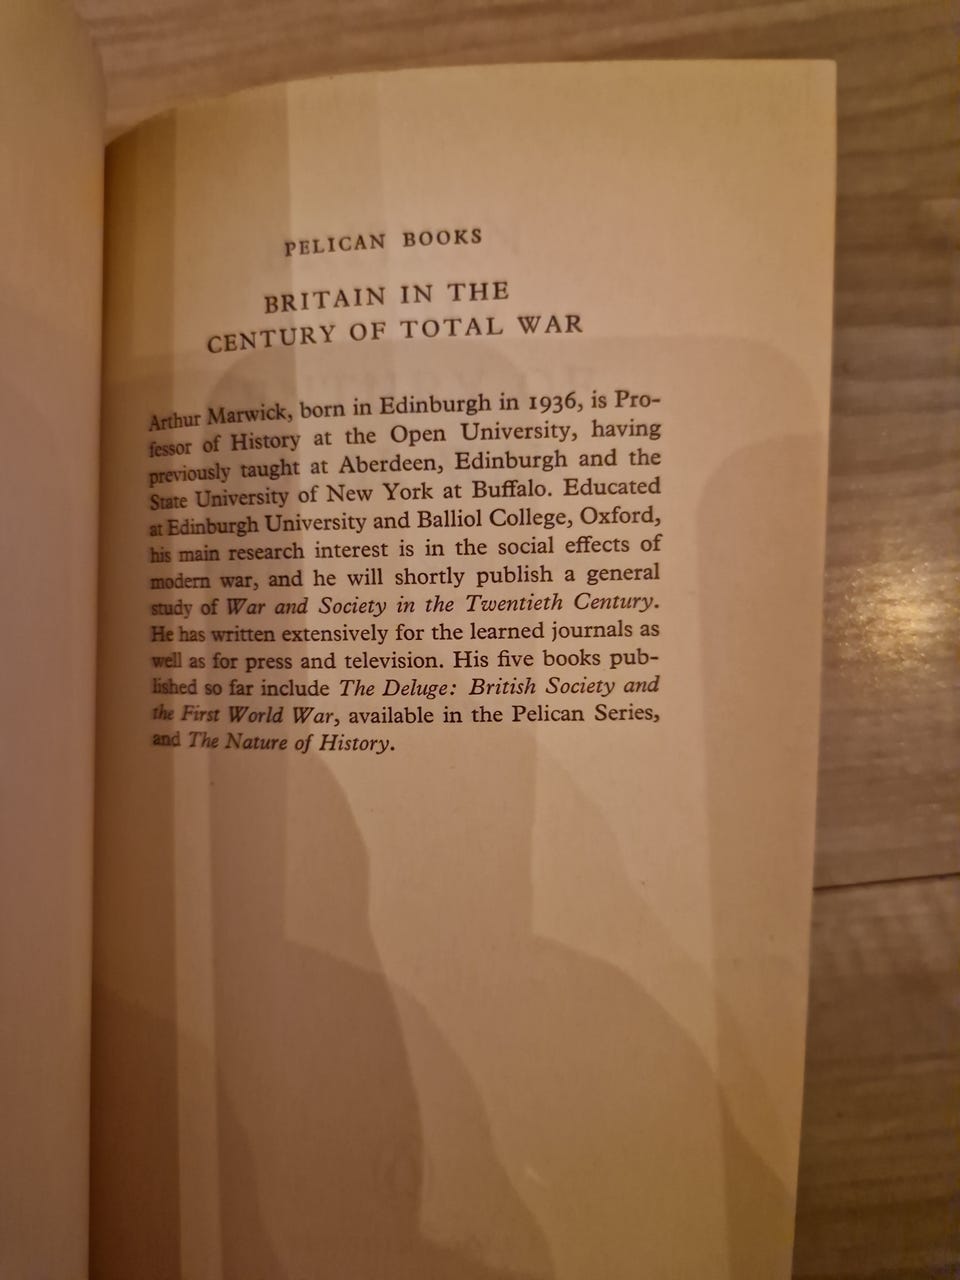 PELICAN BOOKS
BRITAIN IN THE
CENTURY OF TOTAL WAR
Arthur Marwick, born in Edinburgh in 1936, is Pro-
fessor of History at the Open University, having
previously taught at Aberdeen, Edinburgh and the
State University of New York at Buffalo. Educated
at Edinburgh University and Balliol College, Oxford,
his main research interest is in the social effects of
modern war, and he will shortly publish a general
study of War and Society in the Twentieth Century.
He has written extensively for the learned journals as
well as for press and television. His five books pub-
lished so far include The Deluge: British Society and
the First World War, available in the Pelican Series,
and The Nature of History.